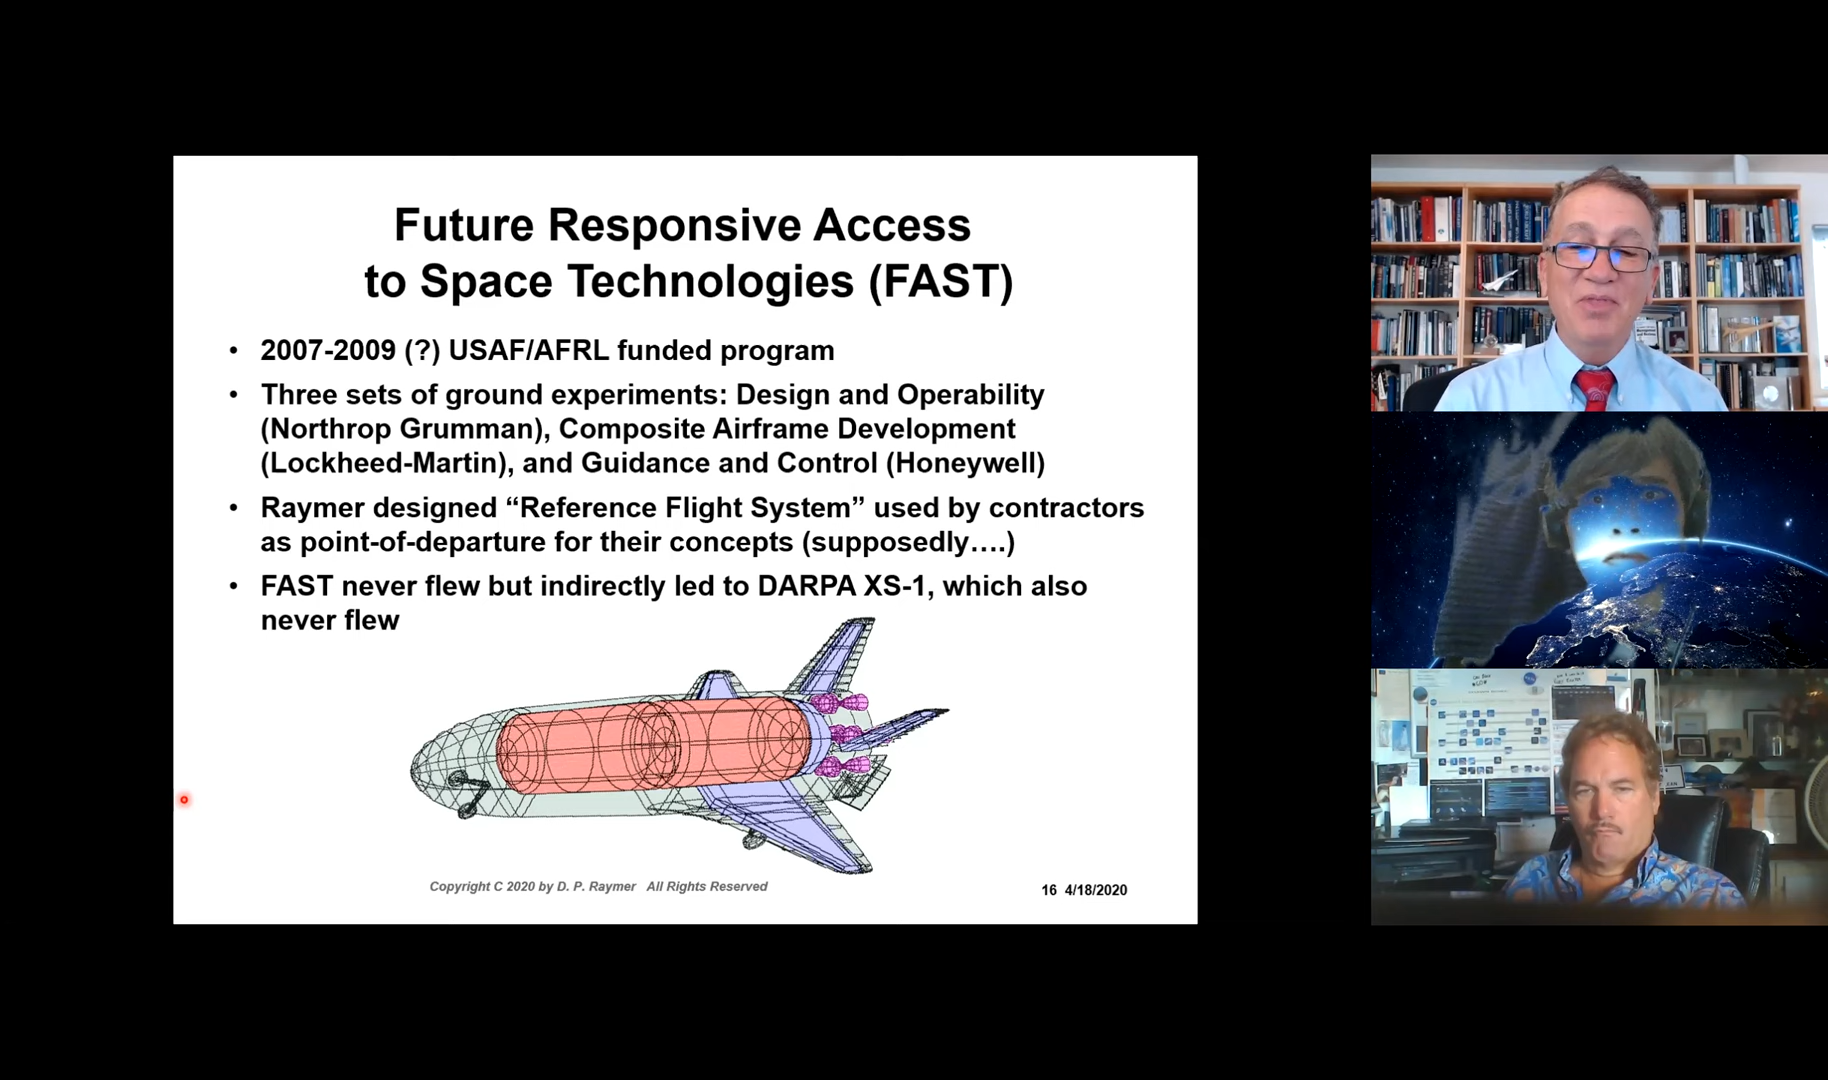 Future Responsive Access
to Space Technologies (FAST)
• 2007-2009 (?) USAF/AFRL funded program
• Three sets of ground experiments: Design and Operability
(Northrop Grumman), Composite Airframe Development
(Lockheed-Martin), and Guidance and Control (Honeywell)
• Raymer designed “Reference Flight System” used by contractors
as point-of-departure for their concepts (supposedly….)
• FAST never flew but indirectly led to DARPA XS-1, which also
never flew
Copyright C 2020 by D. P. Raymer All Rights Reserved
16 4/18/2020